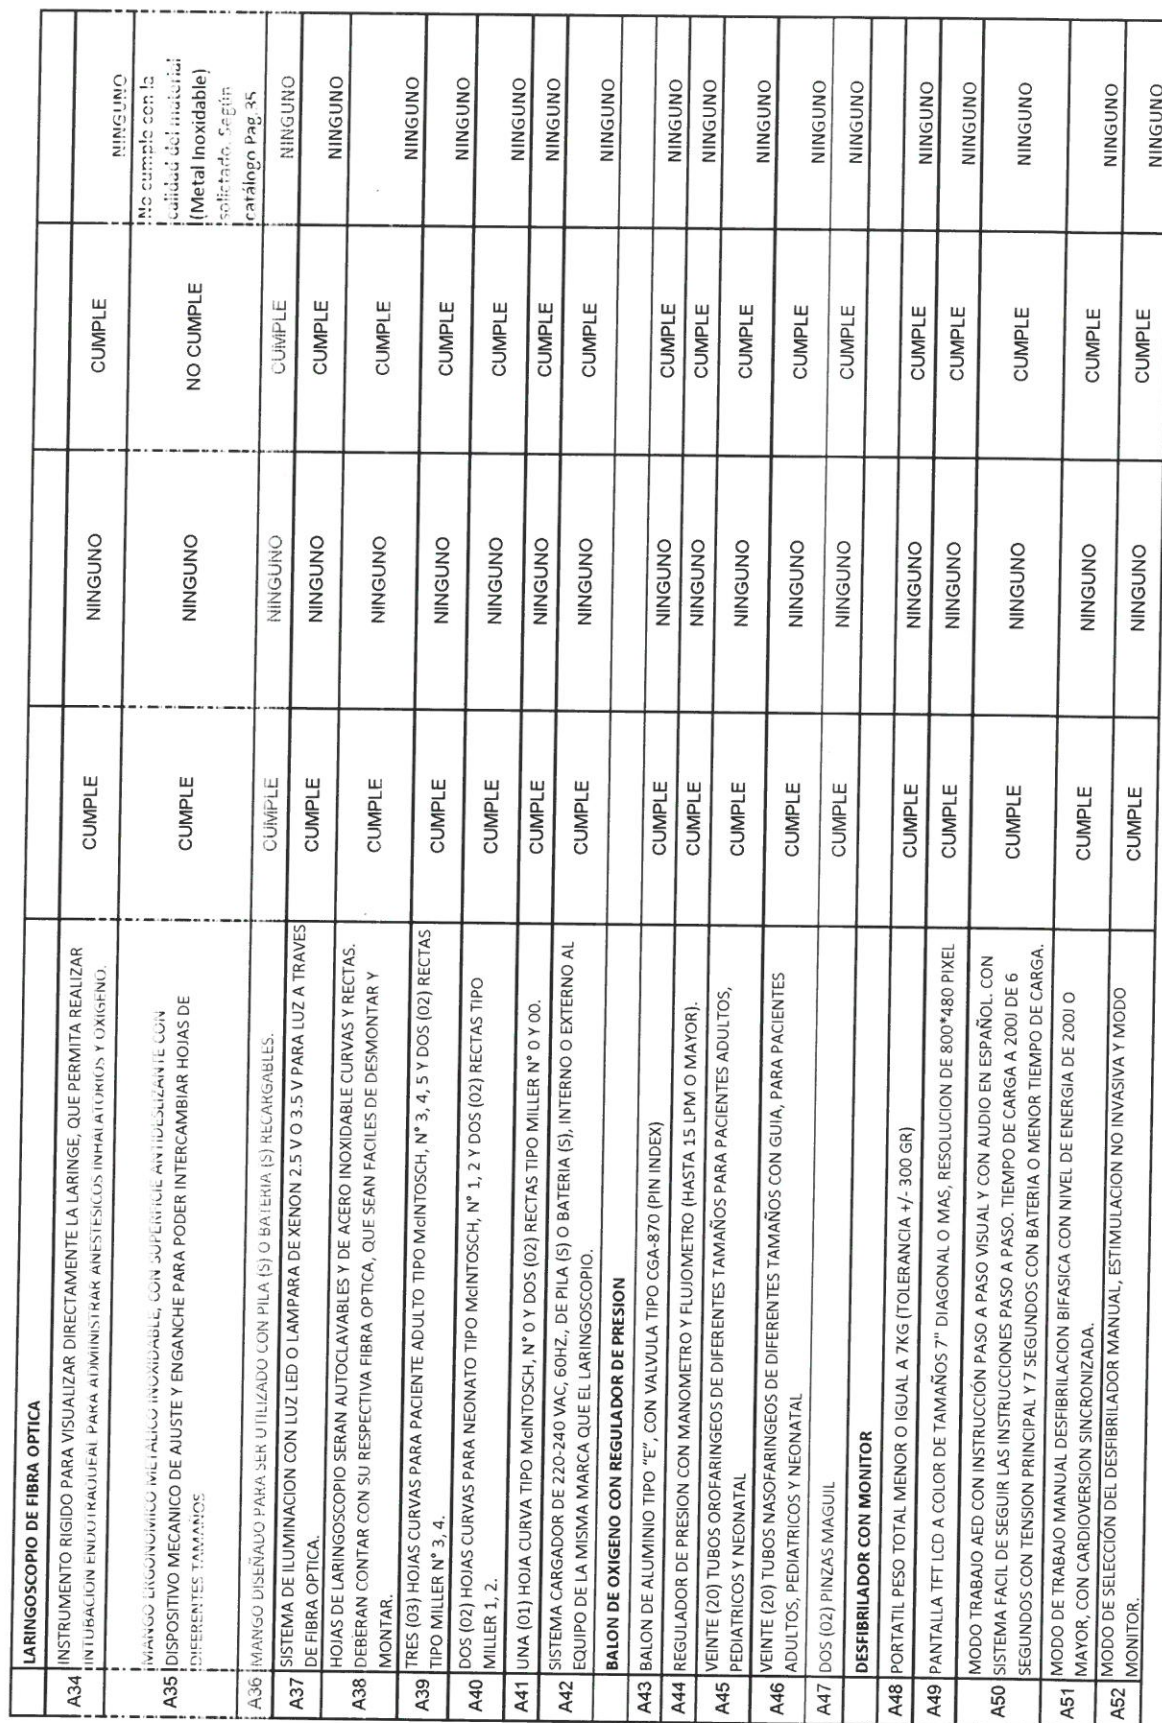 LARINGOSCOPIO DE FIBRA OPTICA
A34
INSTRUMENTO RIGIDO PARA VISUALIZAR DIRECTAMENTE LA LARINGE, QUE PERMITA REALIZAR
INTUBACION ENDOTRAQUEAL PARA ADMINISTRAR ANESTESICOS INHALATORIOS Y OXIGENO.
CUMPLE
NINGUNO
CUMPLE
NINGUNO
A35
MANGO ERGONOMICO METALICO INOXIDABLE, CON SUPERFICIE ANTIDESLIZANTE CON
DISPOSITIVO MECANICO DE AJUSTE Y ENGANCHE PARA PODER INTERCAMBIAR HOJAS DE
DIFERENTES TAMAÑOS
CUMPLE
NINGUNO
NO CUMPLE
No cumple con la
calidad del material
(Metal Inoxidable)
solictado. Según
catálogo Pag.35
A36
MANGO DISEÑADO PARA SER UTILIZADO CON PILA (S) O BATERIA (S) RECARGABLES.
CUMPLE
NINGUNO
CUMPLE
NINGUNO
A37
SISTEMA DE ILUMINACION CON LUZ LED O LAMPARA DE XENON 2.5 V O 3.5 V PARA LUZ A TRAVES
DE FIBRA OPTICA.
CUMPLE
NINGUNO
CUMPLE
NINGUNO
A38
HOJAS DE LARINGOSCOPIO SERAN AUTOCLAVABLES Y DE ACERO INOXIDABLE CURVAS Y RECTAS.
DEBERAN CONTAR CON SU RESPECTIVA FIBRA OPTICA, QUE SEAN FACILES DE DESMONTAR Y
MONTAR.
CUMPLE
NINGUNO
CUMPLE
NINGUNO
A39
TRES (03) HOJAS CURVAS PARA PACIENTE ADULTO TIPO McINTOSCH, N° 3, 4, 5 Y DOS (02) RECTAS
TIPO MILLER N° 3, 4.
CUMPLE
NINGUNO
CUMPLE
NINGUNO
A40
DOS (02) HOJAS CURVAS PARA NEONATO TIPO McINTOSCH, N° 1, 2 Y DOS (02) RECTAS TIPO
MILLER 1, 2.
CUMPLE
NINGUNO
CUMPLE
NINGUNO
A41
UNA (01) HOJA CURVA TIPO McINTOSCH, N° 0 Y DOS (02) RECTAS TIPO MILLER N° 0 Y 00.
CUMPLE
NINGUNO
CUMPLE
NINGUNO
A42
SISTEMA CARGADOR DE 220-240 VAC, 60HZ., DE PILA (S) O BATERIA (S), INTERNO O EXTERNO AL
EQUIPO DE LA MISMA MARCA QUE EL LARINGOSCOPIO.
CUMPLE
NINGUNO
CUMPLE
NINGUNO
BALON DE OXIGENO CON REGULADOR DE PRESION
A43
BALON DE ALUMINIO TIPO "E", CON VALVULA TIPO CGA-870 (PIN INDEX)
CUMPLE
NINGUNO
CUMPLE
NINGUNO
A44
REGULADOR DE PRESION CON MANOMETRO Y FLUJOMETRO (HASTA 15 LPM O MAYOR).
CUMPLE
NINGUNO
CUMPLE
NINGUNO
A45
VEINTE (20) TUBOS OROFARINGEOS DE DIFERENTES TAMAÑOS PARA PACIENTES ADULTOS,
PEDIATRICOS Y NEONATAL
CUMPLE
NINGUNO
CUMPLE
NINGUNO
A46
VEINTE (20) TUBOS NASOFARINGEOS DE DIFERENTES TAMAÑOS CON GUIA, PARA PACIENTES
ADULTOS, PEDIATRICOS Y NEONATAL
CUMPLE
NINGUNO
CUMPLE
NINGUNO
A47
DOS (02) PINZAS MAGUIL
CUMPLE
NINGUNO
CUMPLE
NINGUNO
DESFIBRILADOR CON MONITOR
A48
PORTATIL PESO TOTAL MENOR O IGUAL A 7KG (TOLERANCIA +/- 300 GR)
CUMPLE
NINGUNO
CUMPLE
NINGUNO
A49
PANTALLA TFT LCD A COLOR DE TAMAÑOS 7" DIAGONAL O MAS, RESOLUCION DE 800*480 PIXEL
CUMPLE
NINGUNO
CUMPLE
NINGUNO
A50
MODO TRABAJO AED CON INSTRUCCIÓN PASO A PASO VISUAL Y CON AUDIO EN ESPAÑOL. CON
SISTEMA FACIL DE SEGUIR LAS INSTRUCCIONES PASO A PASO. TIEMPO DE CARGA A 200J DE 6
SEGUNDOS CON TENSION PRINCIPAL Y 7 SEGUNDOS CON BATERIA O MENOR TIEMPO DE CARGA.
CUMPLE
NINGUNO
CUMPLE
NINGUNO
A51
MODO DE TRABAJO MANUAL DESFIBRILACION BIFASICA CON NIVEL DE ENERGIA DE 200J O
MAYOR, CON CARDIOVERSION SINCRONIZADA.
CUMPLE
NINGUNO
CUMPLE
NINGUNO
A52
MODO DE SELECCIÓN DEL DESFIBRILADOR MANUAL, ESTIMULACION NO INVASIVA Y MODO
MONITOR.
CUMPLE
NINGUNO
CUMPLE
NINGUNO